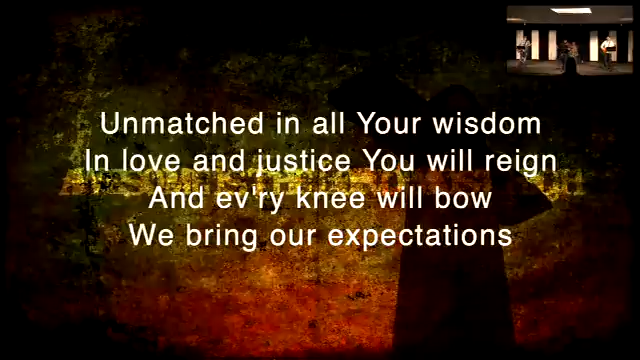 Unmatched in all Your wisdom
In love and justice You will reign
And ev'ry knee will bow
We bring our expectations